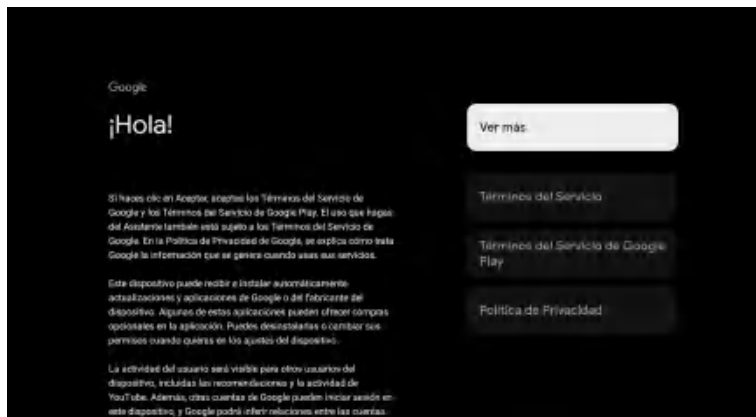 Google
¡Hola!
Si haces clic en Aceptar, aceptas los Términos del Servicio de
Google y los Términos del Servicio de Google Play. El uso que hagas
del Asistente también está sujeto a los Términos del Servicio de
Google. En la Política de Privacidad de Google, se explica cómo trata
Google la información que se genera cuando usas sus servicios.
Este dispositivo puede recibir e instalar automáticamente
actualizaciones y aplicaciones de Google o del fabricante del
dispositivo. Algunas de estas aplicaciones pueden ofrecer compras
opcionales en la aplicación. Puedes desinstalarlas o cambiar sus
permisos cuando quieras en los ajustes del dispositivo.
La actividad del usuario será visible para otros usuarios del
dispositivo, incluidas las recomendaciones y la actividad de
YouTube. Además, otras cuentas de Google pueden iniciar sesión en
este dispositivo, y Google podrá inferir relaciones entre las cuentas.
Ver más
Términos del Servicio
Términos del Servicio de Google
Play
Política de Privacidad